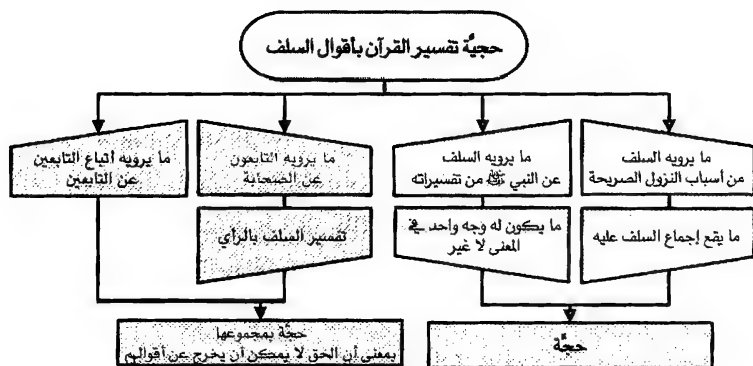 حجيَّة تفسير القرآن بأقوال السلف
ما يرويه السلف
من أسباب النزول الصريحة
ما يرويه السلف
عن النبي ﷺ من تفسيراته
ما يرويه التابعون
عن الصحابة
ما يرويه أتباع التابعين
عن التابعين
ما يقع إجماع السلف عليه
ما يكون له وجه واحد في
المعنى لا غير
تفسير السلف بالرأي
حجَّة
حجَّة بمجموعها
بمعنى أن الحق لا يمكن أن يخرج عن أقوالهم